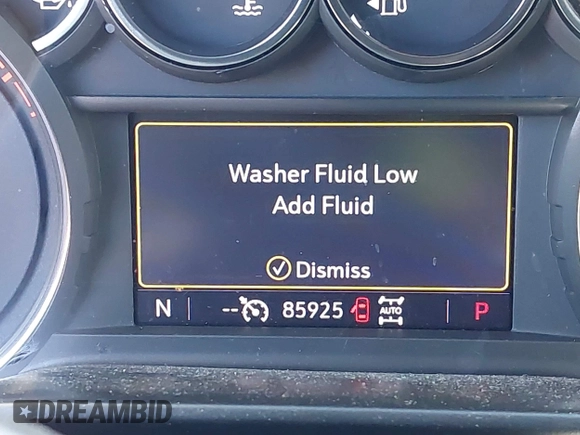 Washer Fluid Low
Add Fluid
Dismiss
N -- 85925 AUTO P
DREAMBID